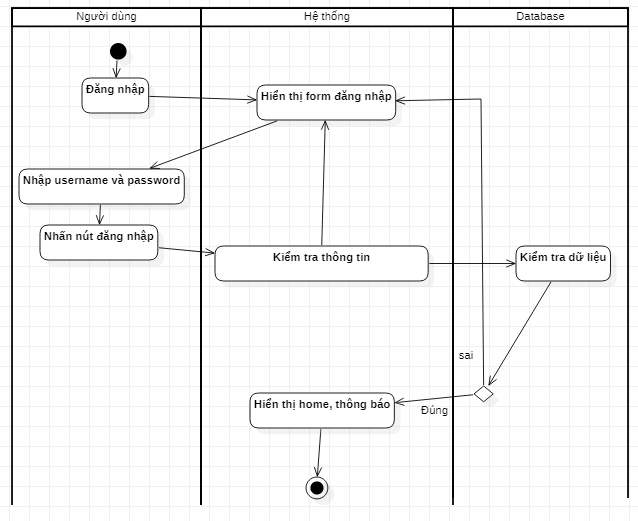 Người dùng
Hệ thống
Database
Đăng nhập
Hiển thị form đăng nhập
Nhập username và password
Nhấn nút đăng nhập
Kiểm tra thông tin
Kiểm tra dữ liệu
sai
Hiển thị home, thông báo
Đúng